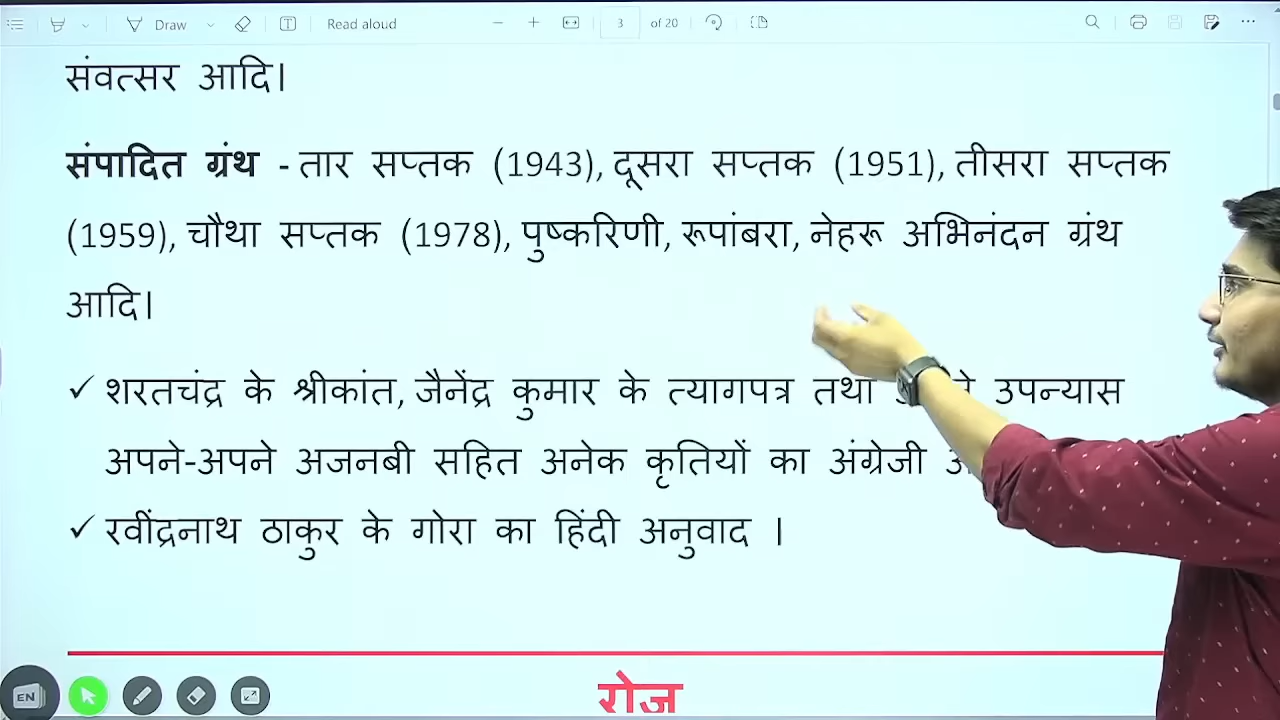 Draw
Read aloud
3 of 20
संवत्सर आदि।
संपादित ग्रंथ - तार सप्तक (1943), दूसरा सप्तक (1951), तीसरा सप्तक
(1959), चौथा सप्तक (1978), पुष्करिणी, रूपांबरा, नेहरू अभिनंदन ग्रंथ
आदि।
✓ शरतचंद्र के श्रीकांत, जैनेंद्र कुमार के त्यागपत्र तथा उपन्यास
अपने-अपने अजनबी सहित अनेक कृतियों का अंग्रेजी
✓ रवींद्रनाथ ठाकुर के गोरा का हिंदी अनुवाद ।
रोज
EN